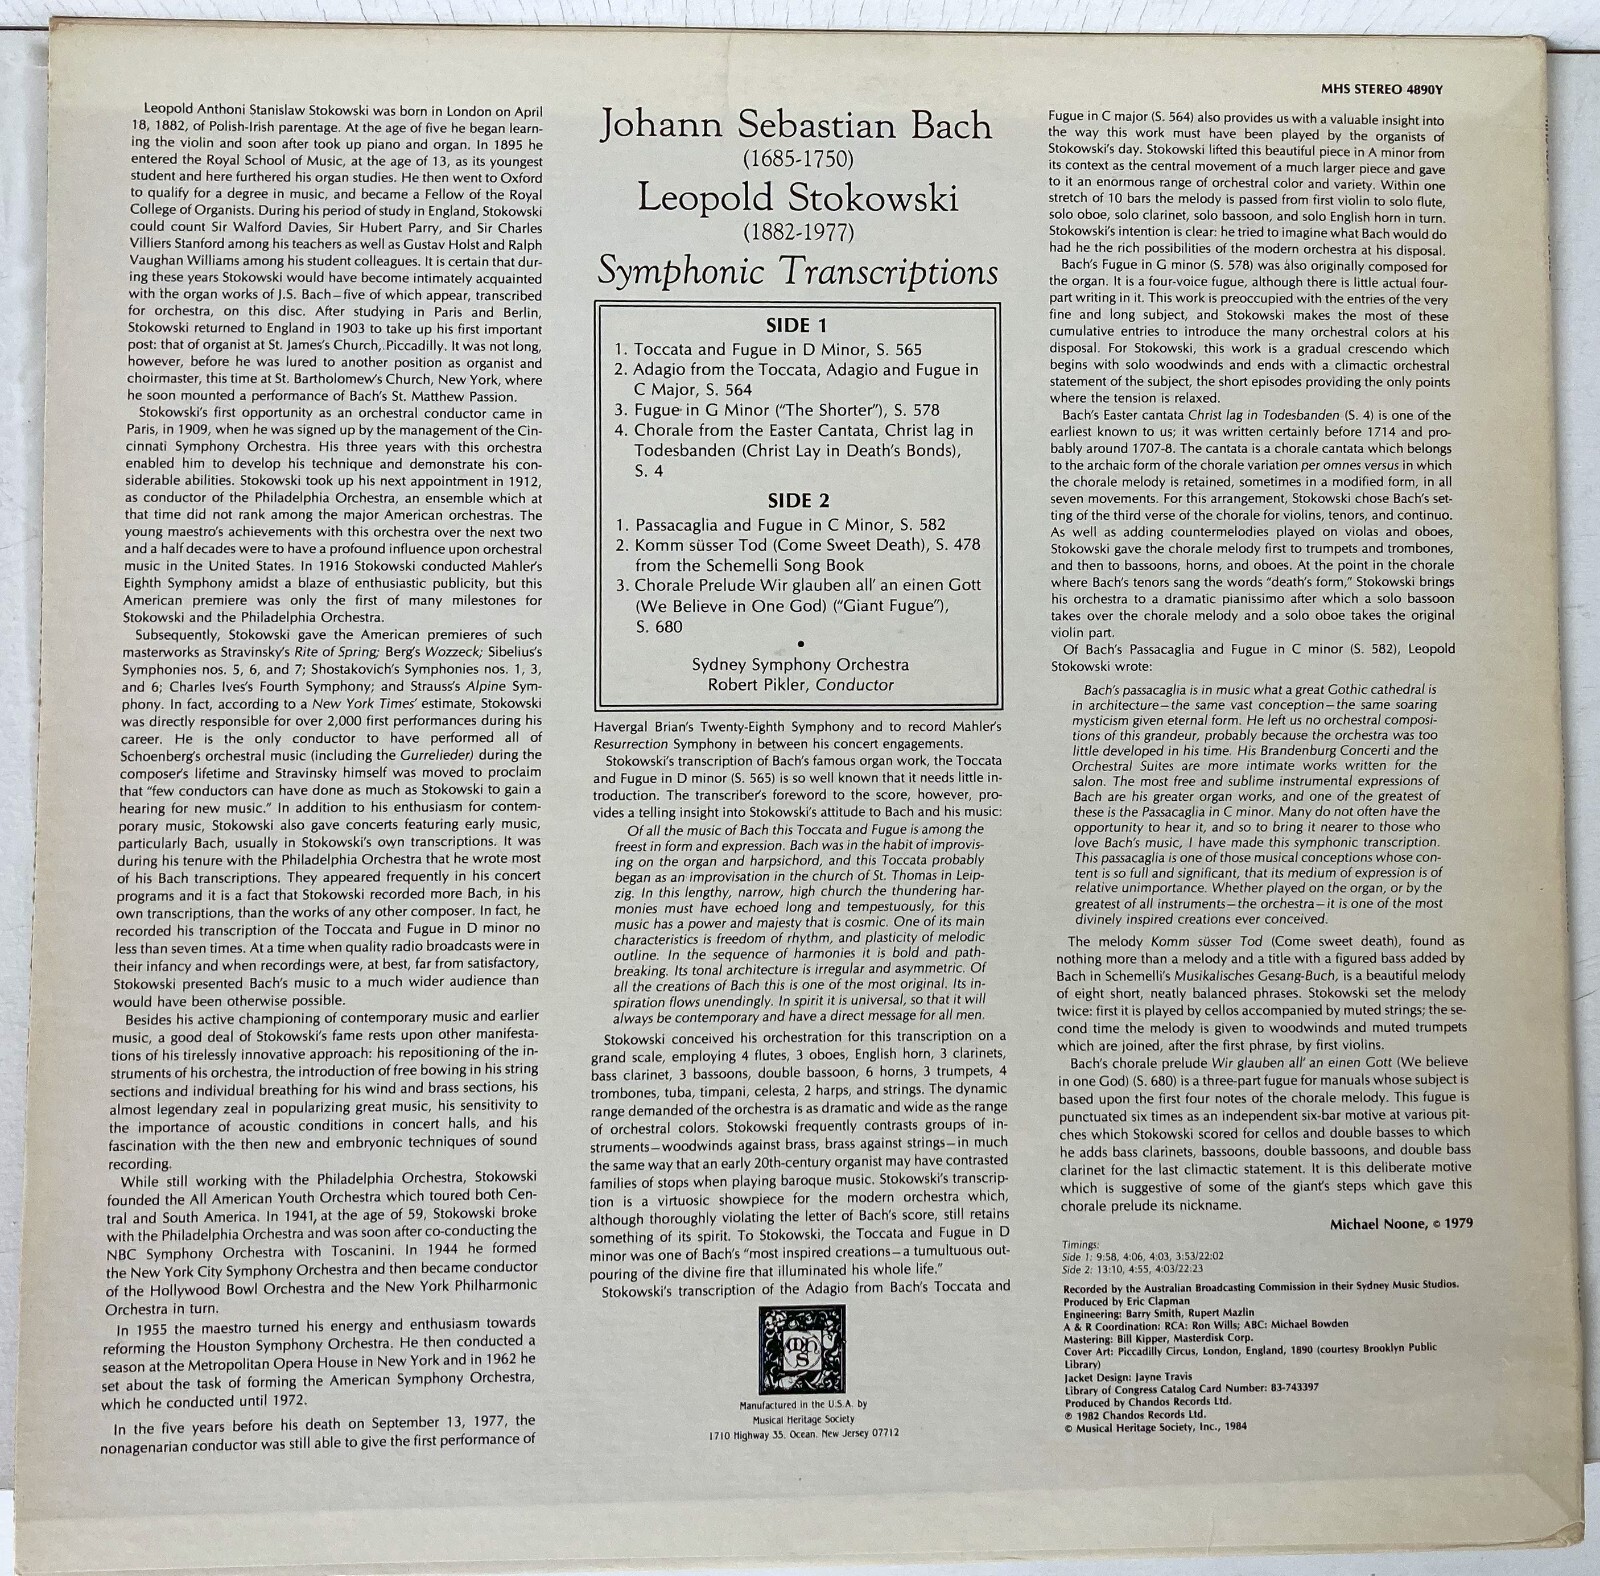 MHS STEREO 4890Y
Leopold Anthoni Stanislaw Stokowski was born in London on April
18, 1882, of Polish-Irish parentage. At the age of five he began learn-
ing the violin and soon after took up piano and organ. In 1895 he
entered the Royal School of Music, at the age of 13, as its youngest
student and here furthered his organ studies. He then went to Oxford
to qualify for a degree in music, and became a Fellow of the Royal
College of Organists. During his period of study in England, Stokowski
could count Sir Walford Davies, Sir Hubert Parry, and Sir Charles
Villiers Stanford among his teachers as well as Gustav Holst and Ralph
Vaughan Williams among his student colleagues. It is certain that dur-
ing these years Stokowski would have become intimately acquainted
with the organ works of J.S. Bach—five of which appear, transcribed
for orchestra, on this disc. After studying in Paris and Berlin,
Stokowski returned to England in 1903 to take up his first important
post: that of organist at St. James's Church, Piccadilly. It was not long,
however, before he was lured to another position as organist and
choirmaster, this time at St. Bartholomew's Church, New York, where
he soon mounted a performance of Bach's St. Matthew Passion.
Stokowski's first opportunity as an orchestral conductor came in
Paris, in 1909, when he was signed up by the management of the Cin-
cinnati Symphony Orchestra. His three years with this orchestra
enabled him to develop his technique and demonstrate his con-
siderable abilities. Stokowski took up his next appointment in 1912,
as conductor of the Philadelphia Orchestra, an ensemble which at
that time did not rank among the major American orchestras. The
young maestro's achievements with this orchestra over the next two
and a half decades were to have a profound influence upon orchestral
music in the United States. In 1916 Stokowski conducted Mahler's
Eighth Symphony amidst a blaze of enthusiastic publicity, but this
American premiere was only the first of many milestones for
Stokowski and the Philadelphia Orchestra.
Subsequently, Stokowski gave the American premieres of such
masterworks as Stravinsky's Rite of Spring; Berg's Wozzeck; Sibelius's
Symphonies nos. 5, 6, and 7; Shostakovich's Symphonies nos. 1, 3,
and 6; Charles Ives's Fourth Symphony; and Strauss's Alpine Sym-
phony. In fact, according to a New York Times' estimate, Stokowski
was directly responsible for over 2,000 first performances during his
career. He is the only conductor to have performed all of
Schoenberg's orchestral music (including the Gurrelieder) during the
composer's lifetime and Stravinsky himself was moved to proclaim
that "few conductors can have done as much as Stokowski to gain a
hearing for new music." In addition to his enthusiasm for contem-
porary music, Stokowski also gave concerts featuring early music,
particularly Bach, usually in Stokowski's own transcriptions. It was
during his tenure with the Philadelphia Orchestra that he wrote most
of his Bach transcriptions. They appeared frequently in his concert
programs and it is a fact that Stokowski recorded more Bach, in his
own transcriptions, than the works of any other composer. In fact, he
recorded his transcription of the Toccata and Fugue in D minor no
less than seven times. At a time when quality radio broadcasts were in
their infancy and when recordings were, at best, far from satisfactory,
Stokowski presented Bach's music to a much wider audience than
would have been otherwise possible.
Besides his active championing of contemporary music and earlier
music, a good deal of Stokowski's fame rests upon other manifesta-
tions of his tirelessly innovative approach: his repositioning of the in-
struments of his orchestra, the introduction of free bowing in his string
sections and individual breathing for his wind and brass sections, his
almost legendary zeal in popularizing great music, his sensitivity to
the importance of acoustic conditions in concert halls, and his
fascination with the then new and embryonic techniques of sound
recording.
While still working with the Philadelphia Orchestra, Stokowski
founded the All American Youth Orchestra which toured both Cen-
tral and South America. In 1941, at the age of 59, Stokowski broke
with the Philadelphia Orchestra and was soon after co-conducting the
NBC Symphony Orchestra with Toscanini. In 1944 he formed
the New York City Symphony Orchestra and then became conductor
of the Hollywood Bowl Orchestra and the New York Philharmonic
Orchestra in turn.
In 1955 the maestro turned his energy and enthusiasm towards
reforming the Houston Symphony Orchestra. He then conducted a
season at the Metropolitan Opera House in New York and in 1962 he
set about the task of forming the American Symphony Orchestra,
which he conducted until 1972.
In the five years before his death on September 13, 1977, the
nonagenarian conductor was still able to give the first performance of
Johann Sebastian Bach
(1685-1750)
Leopold Stokowski
(1882-1977)
Symphonic Transcriptions
SIDE 1
1. Toccata and Fugue in D Minor, S. 565
2. Adagio from the Toccata, Adagio and Fugue in
C Major, S. 564
3. Fugue in G Minor ("The Shorter"), S. 578
4. Chorale from the Easter Cantata, Christ lag in
Todesbanden (Christ Lay in Death's Bonds),
S. 4
SIDE 2
1. Passacaglia and Fugue in C Minor, S. 582
2. Komm süsser Tod (Come Sweet Death), S. 478
from the Schemelli Song Book
3. Chorale Prelude Wir glauben all' an einen Gott
(We Believe in One God) ("Giant Fugue"),
S. 680
•
Sydney Symphony Orchestra
Robert Pikler, Conductor
Havergal Brian's Twenty-Eighth Symphony and to record Mahler's
Resurrection Symphony in between his concert engagements.
Stokowski's transcription of Bach's famous organ work, the Toccata
and Fugue in D minor (S. 565) is so well known that it needs little in-
troduction. The transcriber's foreword to the score, however, pro-
vides a telling insight into Stokowski's attitude to Bach and his music:
Of all the music of Bach this Toccata and Fugue is among the
freest in form and expression. Bach was in the habit of improvis-
ing on the organ and harpsichord, and this Toccata probably
began as an improvisation in the church of St. Thomas in Leip-
zig. In this lengthy, narrow, high church the thundering har-
monies must have echoed long and tempestuously, for this
music has a power and majesty that is cosmic. One of its main
characteristics is freedom of rhythm, and plasticity of melodic
outline. In the sequence of harmonies it is bold and path-
breaking. Its tonal architecture is irregular and asymmetric. Of
all the creations of Bach this is one of the most original. Its in-
spiration flows unendingly. In spirit it is universal, so that it will
always be contemporary and have a direct message for all men.
Stokowski conceived his orchestration for this transcription on a
grand scale, employing 4 flutes, 3 oboes, English horn, 3 clarinets,
bass clarinet, 3 bassoons, double bassoon, 6 horns, 3 trumpets, 4
trombones, tuba, timpani, celesta, 2 harps, and strings. The dynamic
range demanded of the orchestra is as dramatic and wide as the range
of orchestral colors. Stokowski frequently contrasts groups of in-
struments—woodwinds against brass, brass against strings—in much
the same way that an early 20th-century organist may have contrasted
families of stops when playing baroque music. Stokowski's transcrip-
tion is a virtuosic showpiece for the modern orchestra which,
although thoroughly violating the letter of Bach's score, still retains
something of its spirit. To Stokowski, the Toccata and Fugue in D
minor was one of Bach's "most inspired creations—a tumultuous out-
pouring of the divine fire that illuminated his whole life."
Stokowski's transcription of the Adagio from Bach's Toccata and
mhs
Manufactured in the U.S.A. by
Musical Heritage Society
1710 Highway 35, Ocean, New Jersey 07712
Fugue in C major (S. 564) also provides us with a valuable insight into
the way this work must have been played by the organists of
Stokowski's day. Stokowski lifted this beautiful piece in A minor from
its context as the central movement of a much larger piece and gave
to it an enormous range of orchestral color and variety. Within one
stretch of 10 bars the melody is passed from first violin to solo flute,
solo oboe, solo clarinet, solo bassoon, and solo English horn in turn.
Stokowski's intention is clear: he tried to imagine what Bach would do
had he the rich possibilities of the modern orchestra at his disposal.
Bach's Fugue in G minor (S. 578) was also originally composed for
the organ. It is a four-voice fugue, although there is little actual four-
part writing in it. This work is preoccupied with the entries of the very
fine and long subject, and Stokowski makes the most of these
cumulative entries to introduce the many orchestral colors at his
disposal. For Stokowski, this work is a gradual crescendo which
begins with solo woodwinds and ends with a climactic orchestral
statement of the subject, the short episodes providing the only points
where the tension is relaxed.
Bach's Easter cantata Christ lag in Todesbanden (S. 4) is one of the
earliest known to us; it was written certainly before 1714 and pro-
bably around 1707-8. The cantata is a chorale cantata which belongs
to the archaic form of the chorale variation per omnes versus in which
the chorale melody is retained, sometimes in a modified form, in all
seven movements. For this arrangement, Stokowski chose Bach's set-
ting of the third verse of the chorale for violins, tenors, and continuo.
As well as adding countermelodies played on violas and oboes,
Stokowski gave the chorale melody first to trumpets and trombones,
and then to bassoons, horns, and oboes. At the point in the chorale
where Bach's tenors sang the words "death's form," Stokowski brings
his orchestra to a dramatic pianissimo after which a solo bassoon
takes over the chorale melody and a solo oboe takes the original
violin part.
Of Bach's Passacaglia and Fugue in C minor (S. 582), Leopold
Stokowski wrote:
Bach's passacaglia is in music what a great Gothic cathedral is
in architecture—the same vast conception—the same soaring
mysticism given eternal form. He left us no orchestral composi-
tions of this grandeur, probably because the orchestra was too
little developed in his time. His Brandenburg Concerti and the
Orchestral Suites are more intimate works written for the
salon. The most free and sublime instrumental expressions of
Bach are his greater organ works, and one of the greatest of
these is the Passacaglia in C minor. Many do not often have the
opportunity to hear it, and so to bring it nearer to those who
love Bach's music, I have made this symphonic transcription.
This passacaglia is one of those musical conceptions whose con-
tent is so full and significant, that its medium of expression is of
relative unimportance. Whether played on the organ, or by the
greatest of all instruments—the orchestra—it is one of the most
divinely inspired creations ever conceived.
The melody Komm süsser Tod (Come sweet death), found as
nothing more than a melody and a title with a figured bass added by
Bach in Schemelli's Musikalisches Gesang-Buch, is a beautiful melody
of eight short, neatly balanced phrases. Stokowski set the melody
twice: first it is played by cellos accompanied by muted strings; the se-
cond time the melody is given to woodwinds and muted trumpets
which are joined, after the first phrase, by first violins.
Bach's chorale prelude Wir glauben all' an einen Gott (We believe
in one God) (S. 680) is a three-part fugue for manuals whose subject is
based upon the first four notes of the chorale melody. This fugue is
punctuated six times as an independent six-bar motive at various pit-
ches which Stokowski scored for cellos and double basses to which
he adds bass clarinets, bassoons, double bassoons, and double bass
clarinet for the last climactic statement. It is this deliberate motive
which is suggestive of some of the giant's steps which gave this
chorale prelude its nickname.
Michael Noone, © 1979
Timings:
Side 1: 9:58, 4:06, 4:03, 3:53/22:02
Side 2: 13:10, 4:55, 4:03/22:23
Recorded by the Australian Broadcasting Commission in their Sydney Music Studios.
Produced by Eric Clapman
Engineering: Barry Smith, Rupert Mazlin
A & R Coordination: RCA: Ron Wills; ABC: Michael Bowden
Mastering: Bill Kipper, Masterdisk Corp.
Cover Art: Piccadilly Circus, London, England, 1890 (courtesy Brooklyn Public
Library)
Jacket Design: Jayne Travis
Library of Congress Catalog Card Number: 83-743397
Produced by Chandos Records Ltd.
℗ 1982 Chandos Records Ltd.
© Musical Heritage Society, Inc., 1984